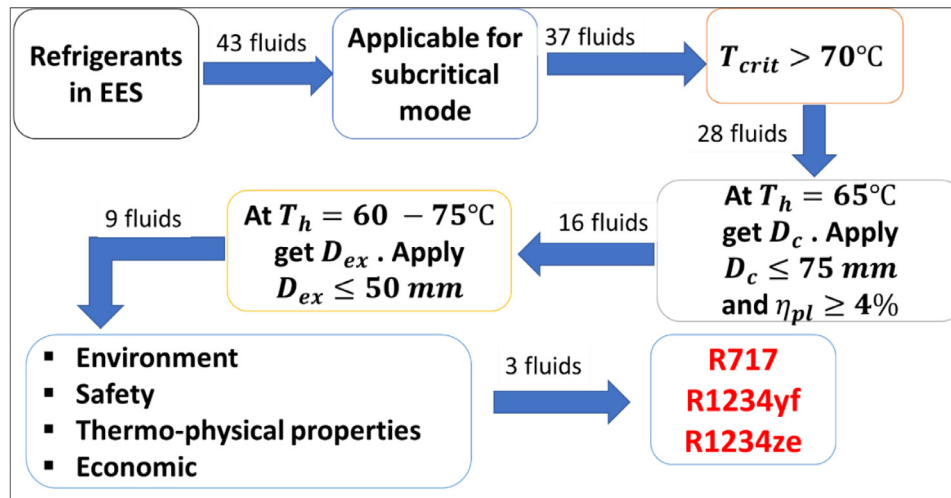 Refrigerants
in EES
43 fluids
Applicable for
subcritical
mode
37 fluids
T_crit > 70°C
28 fluids
At T_h = 65°C
get D_c . Apply
D_c ≤ 75 mm
and η_pl ≥ 4%
16 fluids
At T_h = 60 − 75°C
get D_ex . Apply
D_ex ≤ 50 mm
9 fluids
▪ Environment
▪ Safety
▪ Thermo-physical properties
▪ Economic
3 fluids
R717
R1234yf
R1234ze